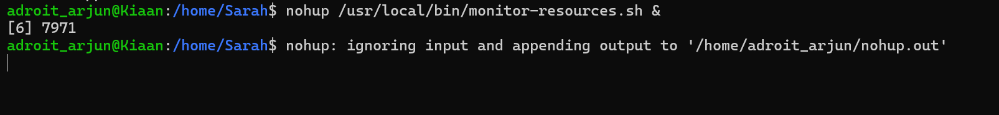 adroit_arjun@Kiaan:/home/Sarah$ nohup /usr/local/bin/monitor-resources.sh &
[6] 7971
adroit_arjun@Kiaan:/home/Sarah$ nohup: ignoring input and appending output to '/home/adroit_arjun/nohup.out'